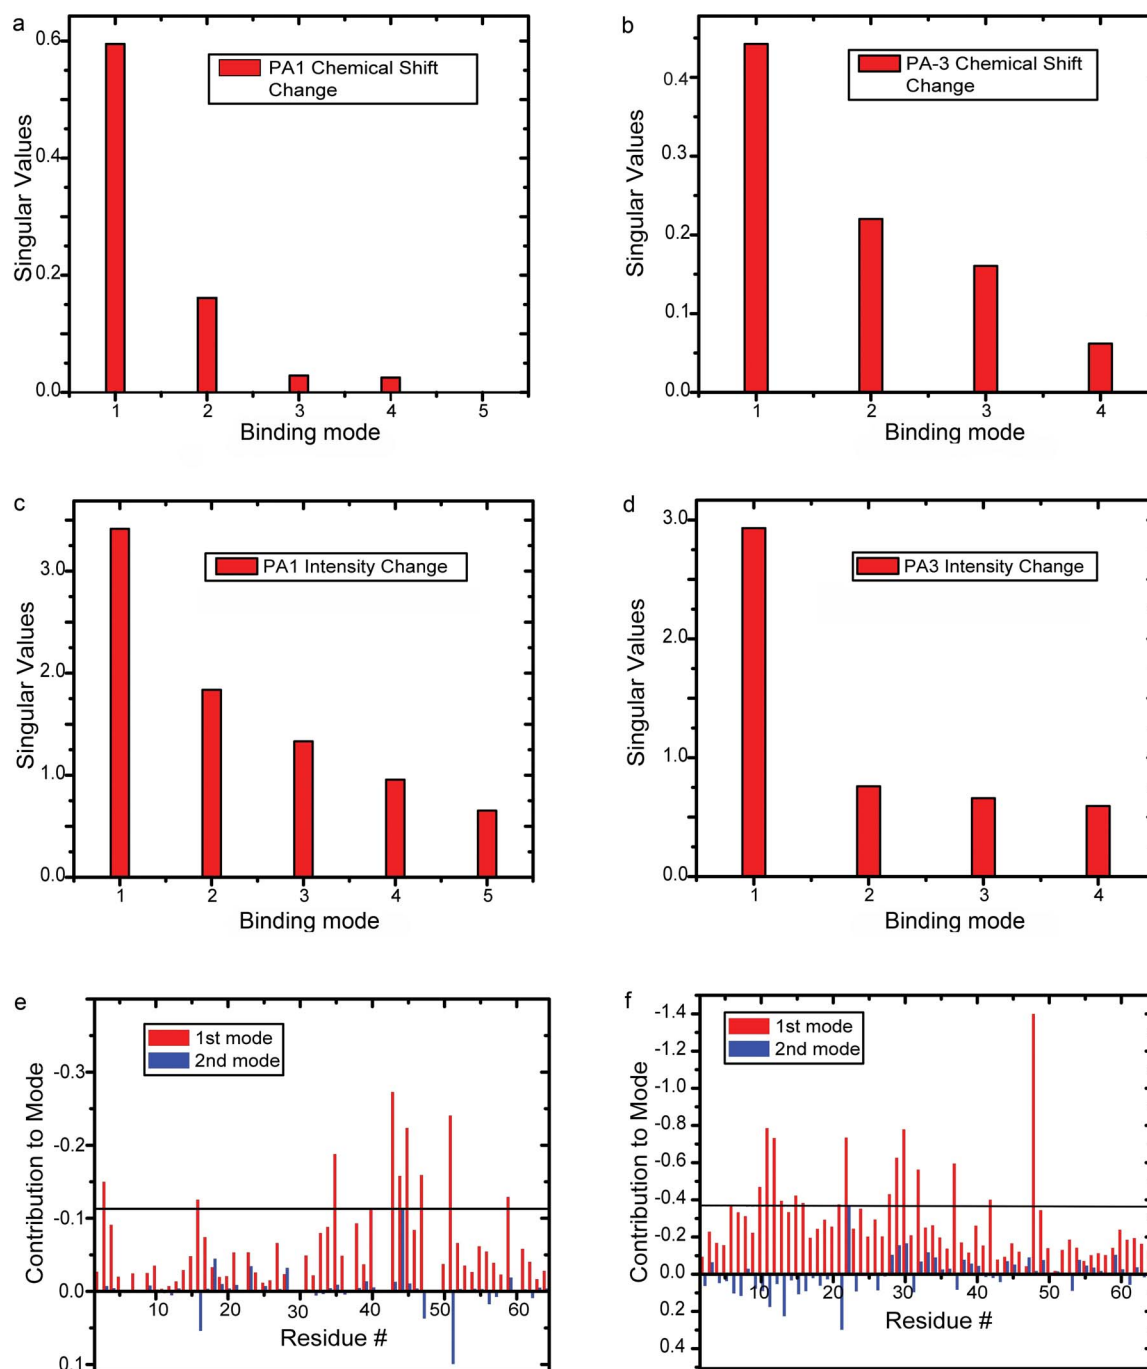 a
PA1 Chemical Shift
Change
Singular Values
0.6
0.4
0.2
0.0
1 2 3 4 5
Binding mode
b
PA-3 Chemical Shift
Change
Singular Values
0.4
0.3
0.2
0.1
0.0
1 2 3 4
Binding mode
c
PA1 Intensity Change
Singular Values
3.0
2.0
1.0
0.0
1 2 3 4 5
Binding mode
d
PA3 Intensity Change
Singular Values
3.0
2.0
1.0
0.0
1 2 3 4
Binding mode
e
1st mode
2nd mode
Contribution to Mode
-0.3
-0.2
-0.1
0.0
0.1
10 20 30 40 50 60
Residue #
f
1st mode
2nd mode
Contribution to Mode
-1.4
-1.2
-1.0
-0.8
-0.6
-0.4
-0.2
0.0
0.2
0.4
10 20 30 40 50 60
Residue #